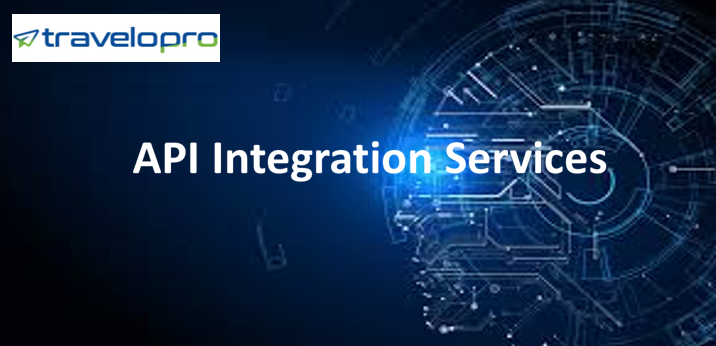 travelopro
API Integration Services